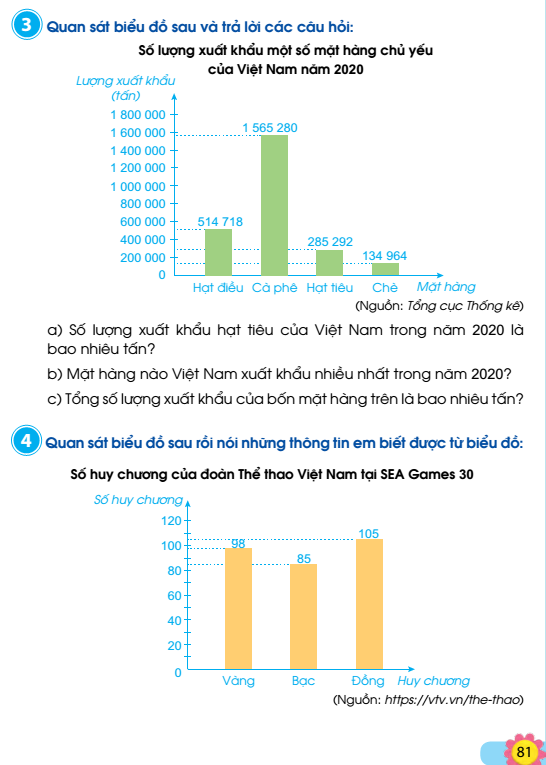 3 Quan sát biểu đồ sau và trả lời các câu hỏi:
Số lượng xuất khẩu một số mặt hàng chủ yếu
của Việt Nam năm 2020
Lượng xuất khẩu
(tấn)
1 800 000
1 600 000
1 400 000
1 200 000
1 000 000
800 000
600 000
400 000
200 000
0
514 718
1 565 280
285 292
134 964
Hạt điều Cà phê Hạt tiêu Chè Mặt hàng
(Nguồn: Tổng cục Thống kê)
a) Số lượng xuất khẩu hạt tiêu của Việt Nam trong năm 2020 là
bao nhiêu tấn?
b) Mặt hàng nào Việt Nam xuất khẩu nhiều nhất trong năm 2020?
c) Tổng số lượng xuất khẩu của bốn mặt hàng trên là bao nhiêu tấn?
4 Quan sát biểu đồ sau rồi nói những thông tin em biết được từ biểu đồ:
Số huy chương của đoàn Thể thao Việt Nam tại SEA Games 30
Số huy chương
120
100
80
60
40
20
0
98
85
105
Vàng Bạc Đồng Huy chương
(Nguồn: https://vtv.vn/the-thao)
81